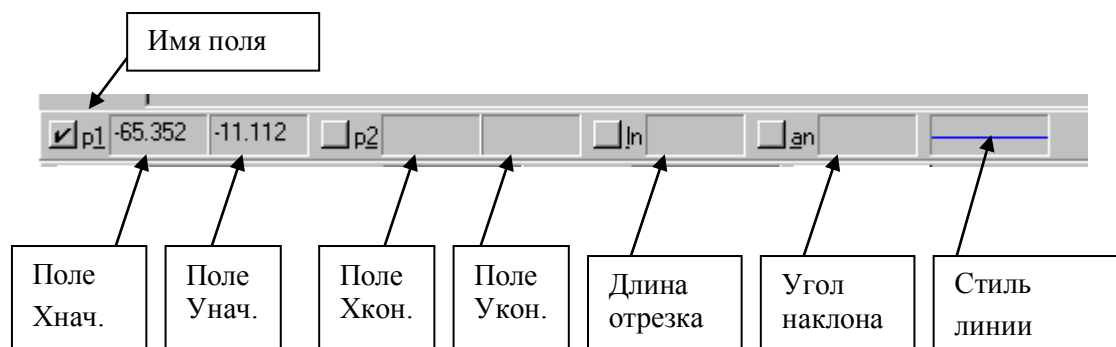 Имя поля
p1 -65.352 -11.112 p2 ln an
Поле
Хнач.
Поле
Унач.
Поле
Хкон.
Поле
Укон.
Длина
отрезка
Угол
наклона
Стиль
линии